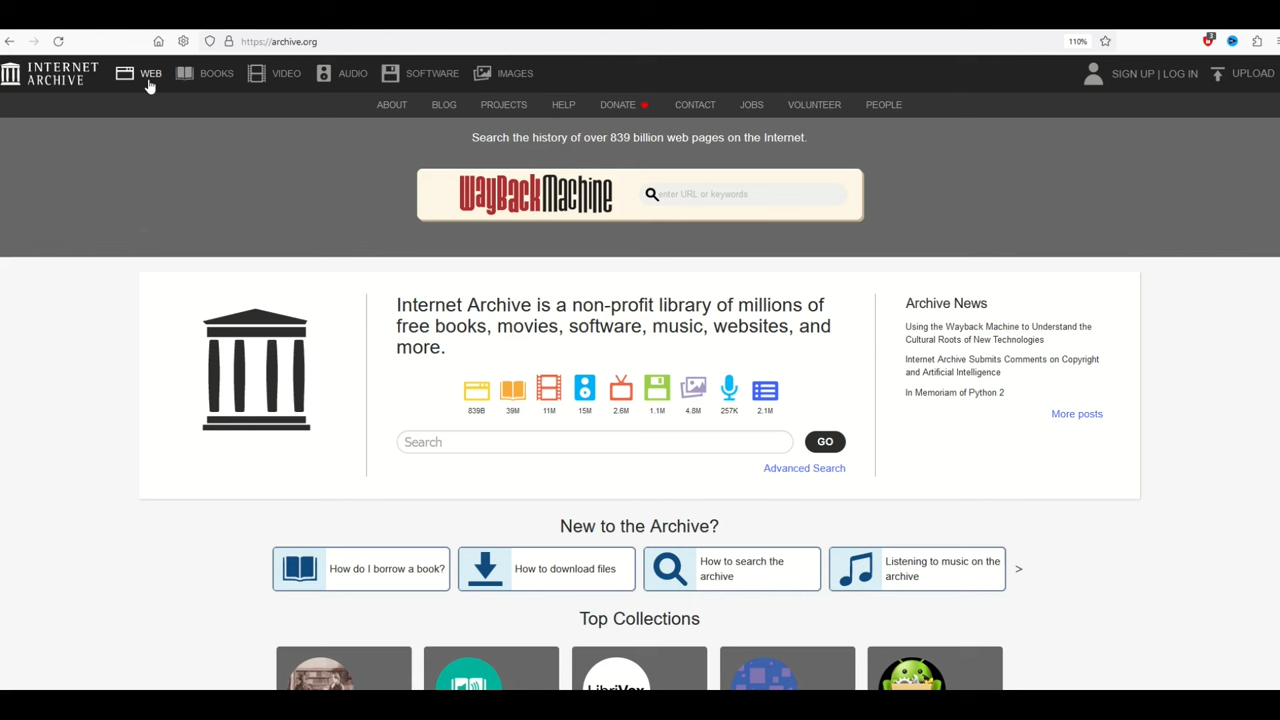 https://archive.org
110%
3
INTERNET
ARCHIVE
WEB
BOOKS
VIDEO
AUDIO
SOFTWARE
IMAGES
SIGN UP | LOG IN
UPLOAD
ABOUT
BLOG
PROJECTS
HELP
DONATE
CONTACT
JOBS
VOLUNTEER
PEOPLE
Search the history of over 839 billion web pages on the Internet.
WayBackMachine
enter URL or keywords
Internet Archive is a non-profit library of millions of
free books, movies, software, music, websites, and
more.
839B
39M
11M
15M
2.6M
1.1M
4.8M
257K
2.1M
Search
GO
Advanced Search
Archive News
Using the Wayback Machine to Understand the
Cultural Roots of New Technologies
Internet Archive Submits Comments on Copyright
and Artificial Intelligence
In Memoriam of Python 2
More posts
New to the Archive?
How do I borrow a book?
How to download files
How to search the
archive
Listening to music on the
archive
>
Top Collections
LibriVox